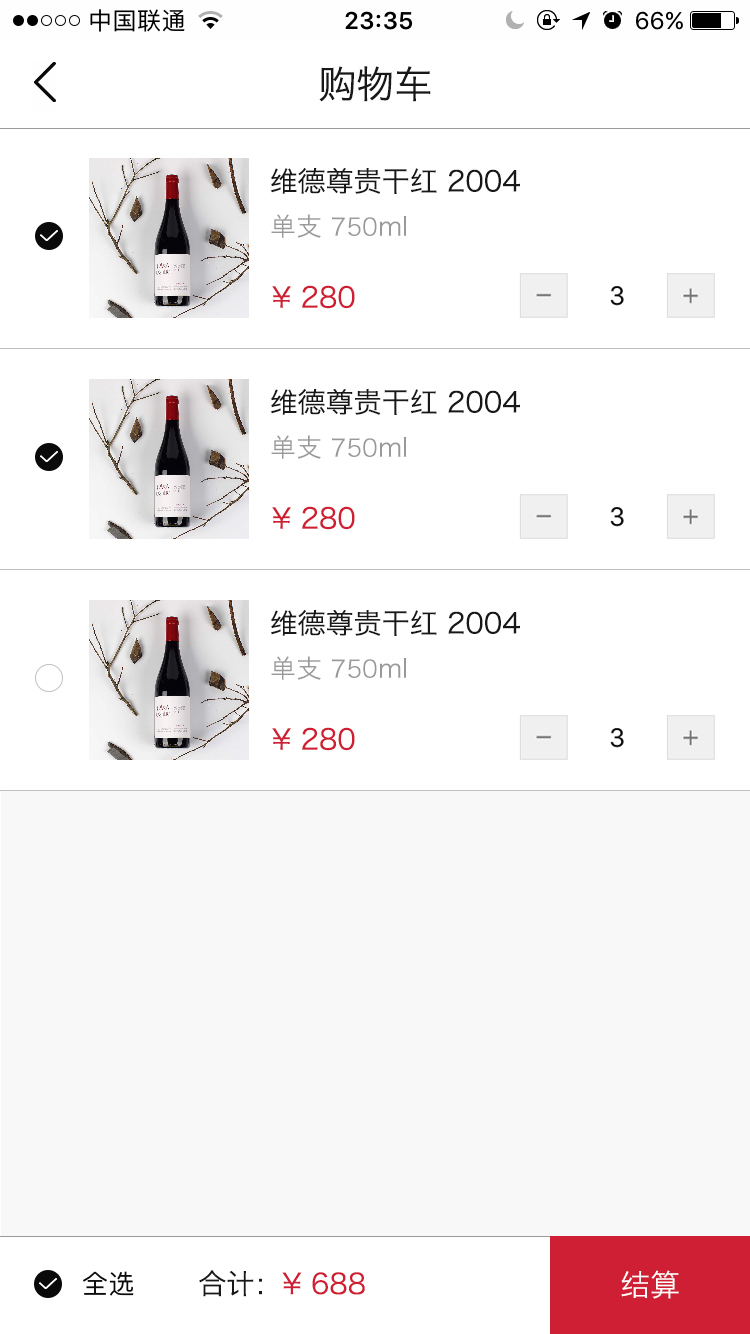 中国联通 23:35 66%
购物车
维德尊贵干红 2004
单支 750ml
¥ 280
3
维德尊贵干红 2004
单支 750ml
¥ 280
3
维德尊贵干红 2004
单支 750ml
¥ 280
3
全选 合计：¥ 688 结算